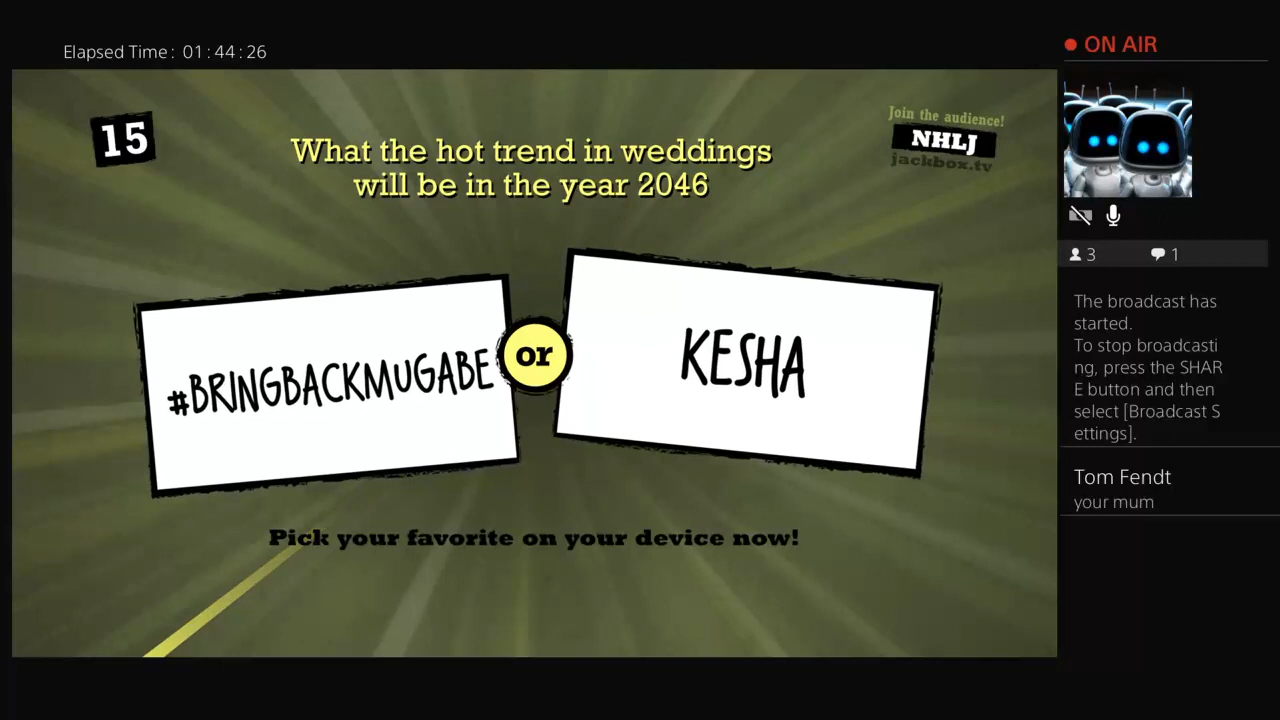 Elapsed Time: 01:44:26
ON AIR
15
What the hot trend in weddings
will be in the year 2046
Join the audience!
NHLJ
jackbox.tv
#BRINGBACKMUGABE
or
KESHA
Pick your favorite on your device now!
3
1
The broadcast has
started.
To stop broadcasti
ng, press the SHAR
E button and then
select [Broadcast S
ettings].
Tom Fendt
your mum